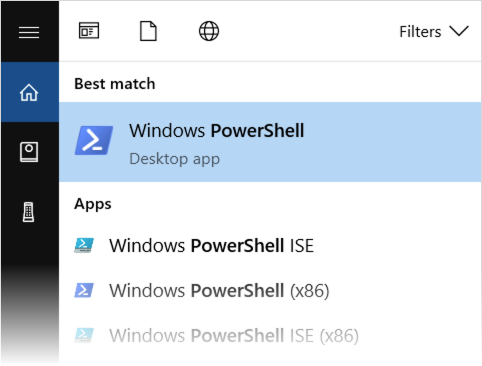 Filters
Best match
Windows PowerShell
Desktop app
Apps
Windows PowerShell ISE
Windows PowerShell (x86)
Windows PowerShell ISE (x86)